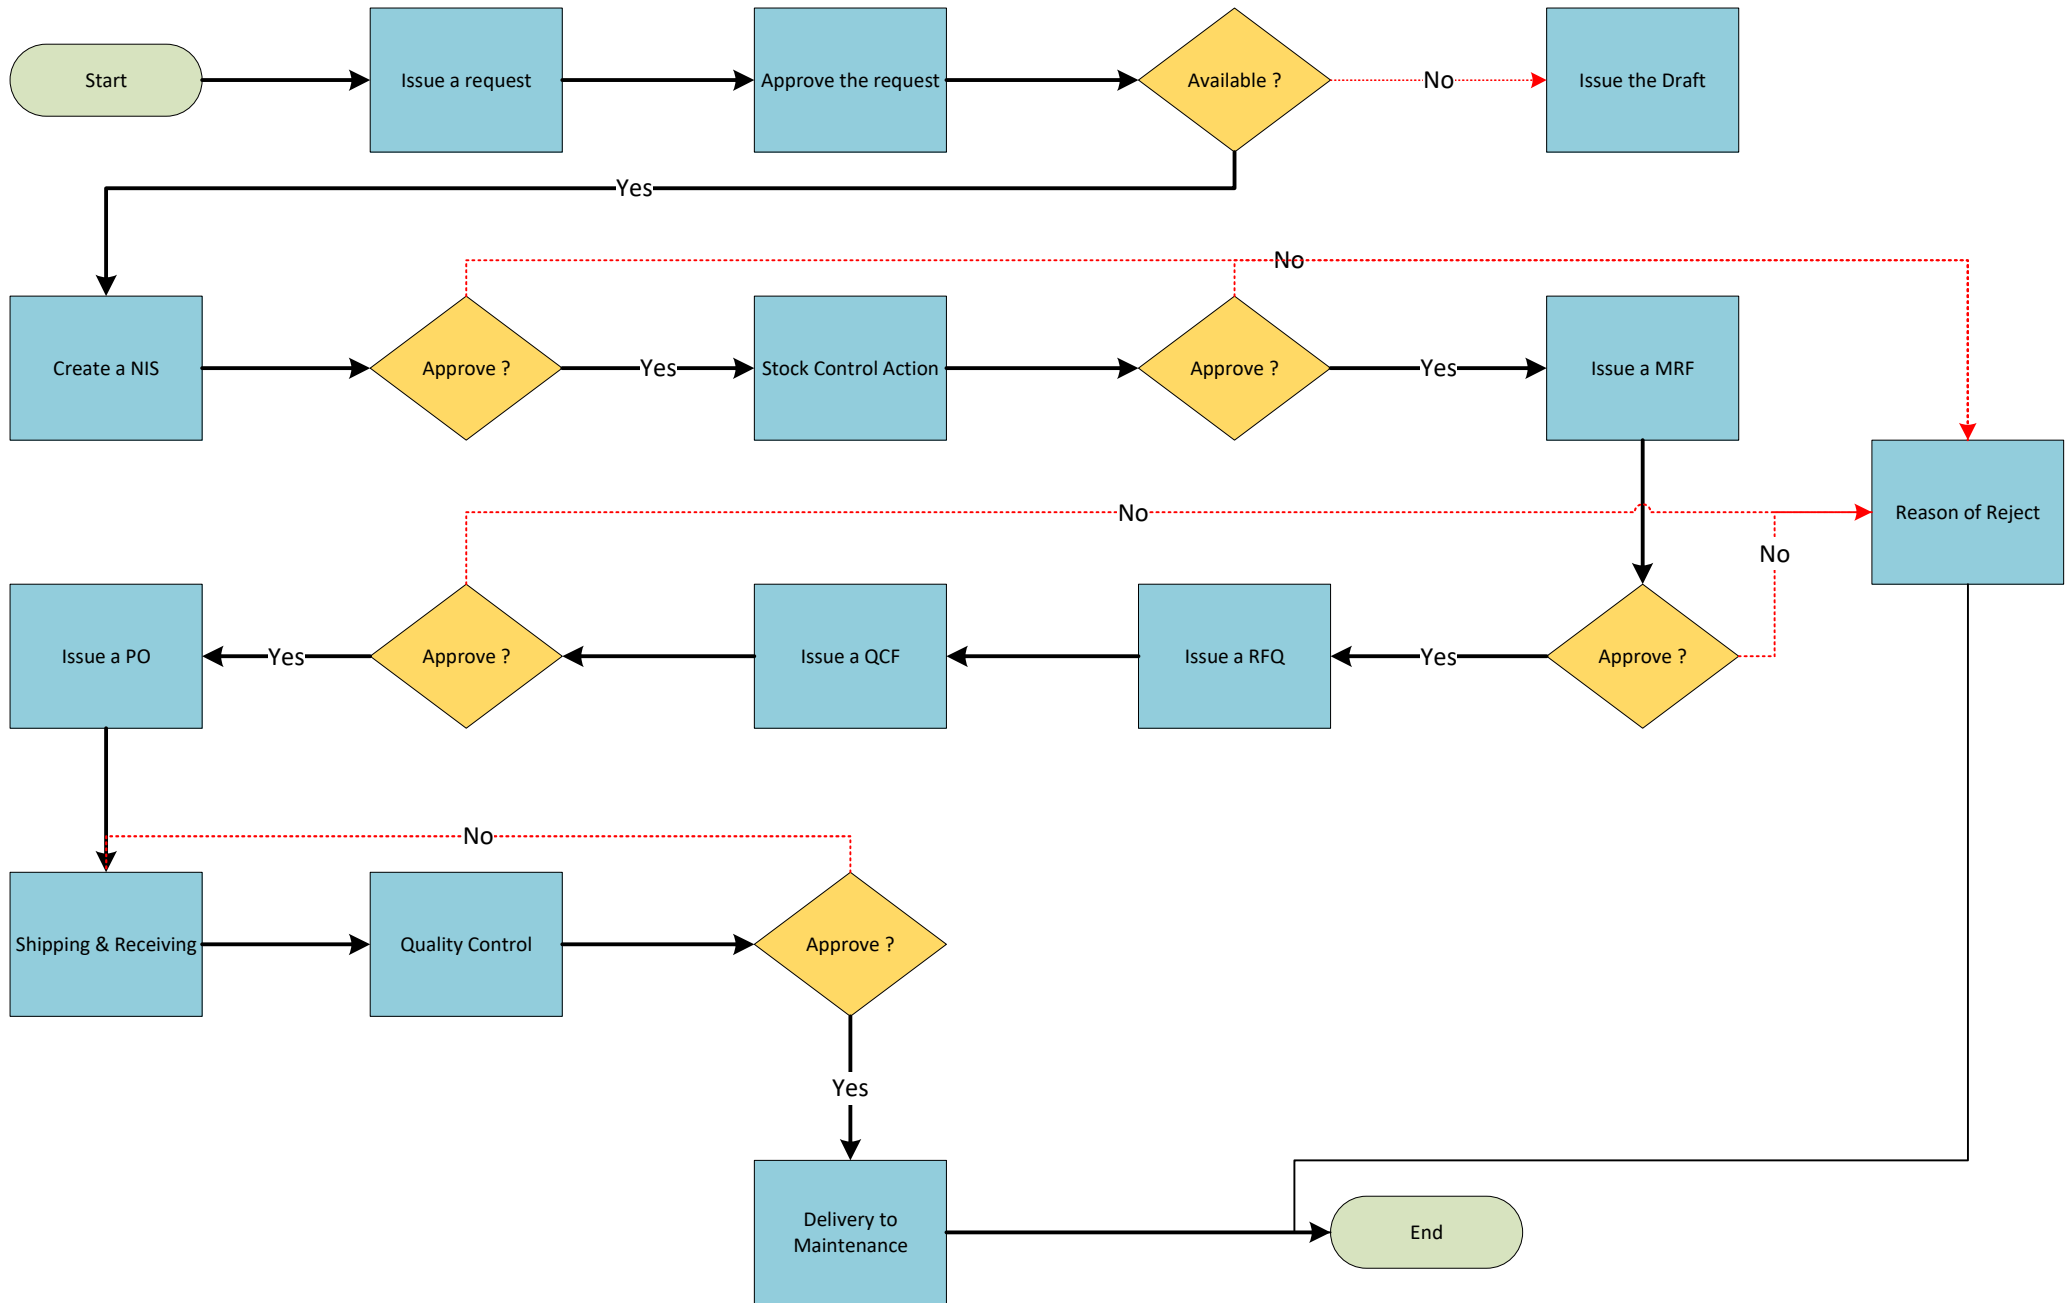 Start
Issue a request
Approve the request
Available ?
No
Issue the Draft
Yes
No
Create a NIS
Approve ?
Yes
Stock Control Action
Approve ?
Yes
Issue a MRF
No
Reason of Reject
No
Issue a PO
Yes
Approve ?
Issue a QCF
Issue a RFQ
Yes
Approve ?
No
Shipping & Receiving
Quality Control
Approve ?
Yes
Delivery to
Maintenance
End